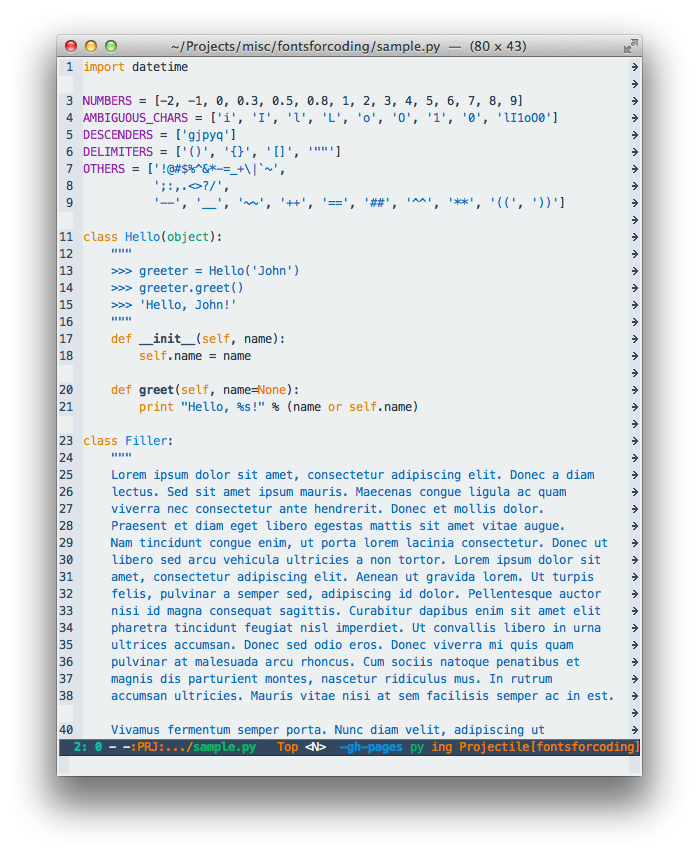 ~/Projects/misc/fontsforcoding/sample.py — (80 x 43)
1 import datetime
3 NUMBERS = [-2, -1, 0, 0.3, 0.5, 0.8, 1, 2, 3, 4, 5, 6, 7, 8, 9]
4 AMBIGUOUS_CHARS = ['i', 'I', 'l', 'L', 'o', 'O', '1', '0', 'lI1oO0']
5 DESCENDERS = ['gjpyq']
6 DELIMITERS = ['()', '{}', '[]', '""']
7 OTHERS = ['!@#$%^&*-=_+\|`~',
8           ';:,.<>?/',
9           '--', '__', '~~', '++', '==', '##', '^^', '**', '((', '))']
11 class Hello(object):
12     """
13     >>> greeter = Hello('John')
14     >>> greeter.greet()
15     >>> 'Hello, John!'
16     """
17     def __init__(self, name):
18         self.name = name
20     def greet(self, name=None):
21         print "Hello, %s!" % (name or self.name)
23 class Filler:
24     """
25     Lorem ipsum dolor sit amet, consectetur adipiscing elit. Donec a diam
26     lectus. Sed sit amet ipsum mauris. Maecenas congue ligula ac quam
27     viverra nec consectetur ante hendrerit. Donec et mollis dolor.
28     Praesent et diam eget libero egestas mattis sit amet vitae augue.
29     Nam tincidunt congue enim, ut porta lorem lacinia consectetur. Donec ut
30     libero sed arcu vehicula ultricies a non tortor. Lorem ipsum dolor sit
31     amet, consectetur adipiscing elit. Aenean ut gravida lorem. Ut turpis
32     felis, pulvinar a semper sed, adipiscing id dolor. Pellentesque auctor
33     nisi id magna consequat sagittis. Curabitur dapibus enim sit amet elit
34     pharetra tincidunt feugiat nisl imperdiet. Ut convallis libero in urna
35     ultrices accumsan. Donec sed odio eros. Donec viverra mi quis quam
36     pulvinar at malesuada arcu rhoncus. Cum sociis natoque penatibus et
37     magnis dis parturient montes, nascetur ridiculus mus. In rutrum
38     accumsan ultricies. Mauris vitae nisi at sem facilisis semper ac in est.
40     Vivamus fermentum semper porta. Nunc diam velit, adipiscing ut
2: 0 - -:PRJ:.../sample.py   Top <N>  -gh-pages py ing Projectile[fontsforcoding]